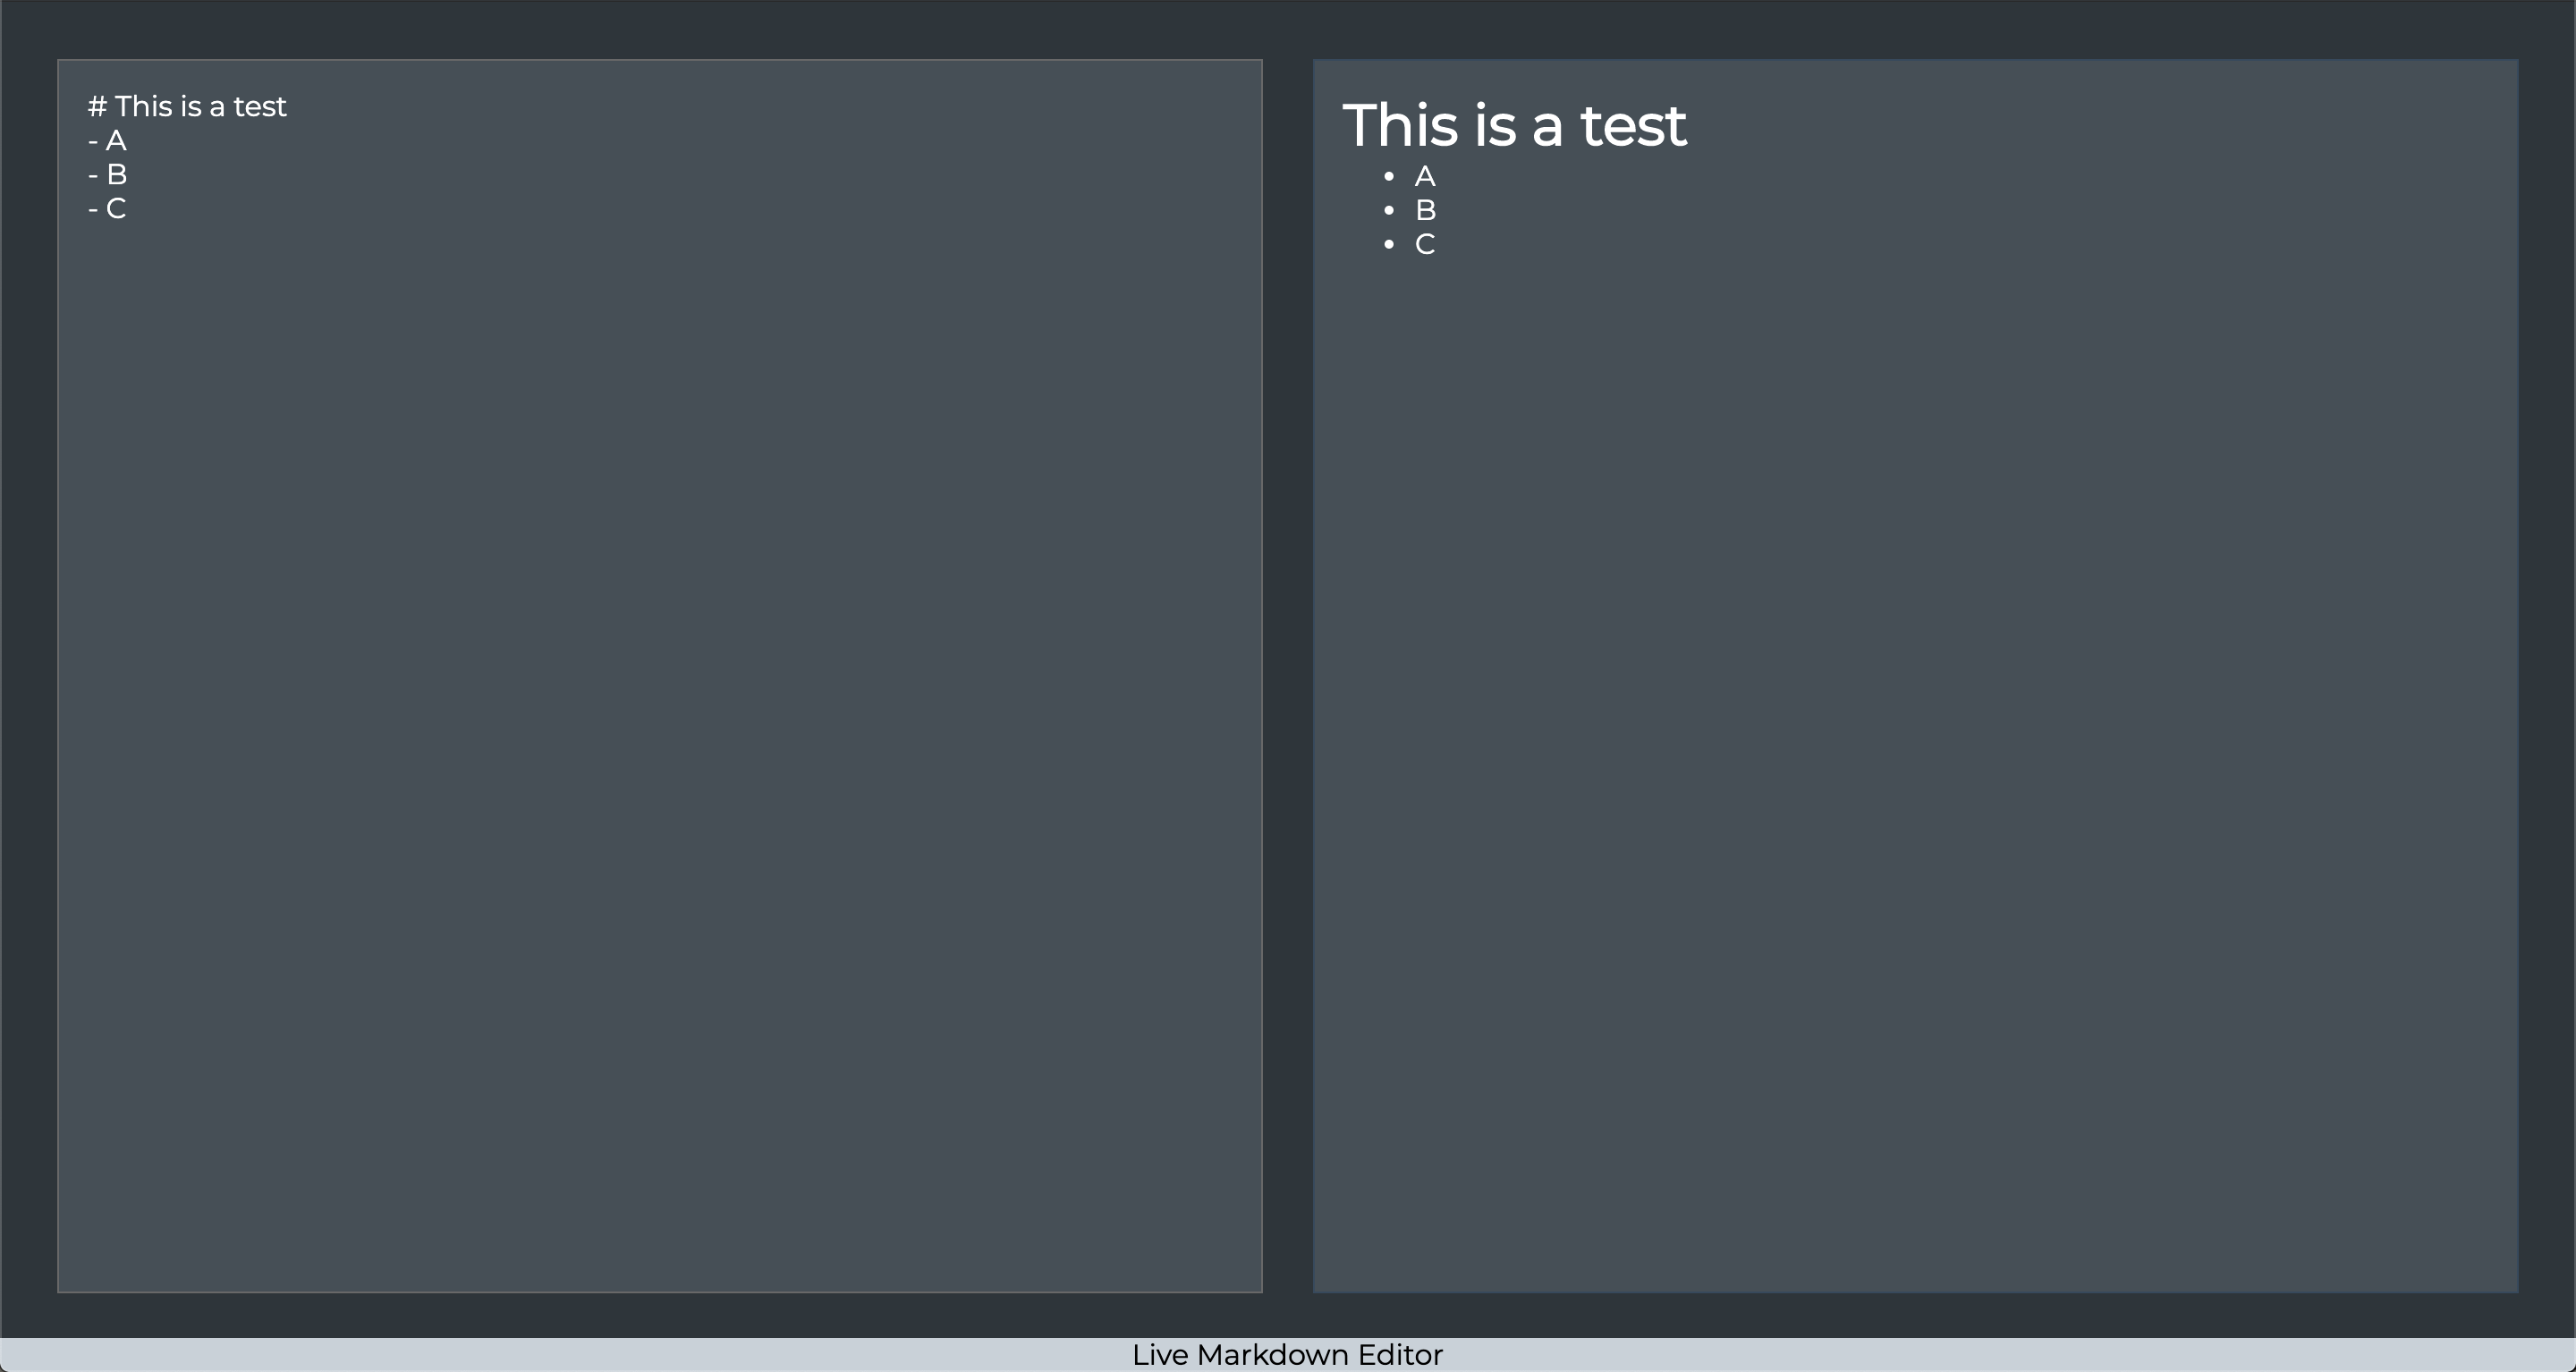 # This is a test
- A
- B
- C
This is a test
• A
• B
• C
Live Markdown Editor